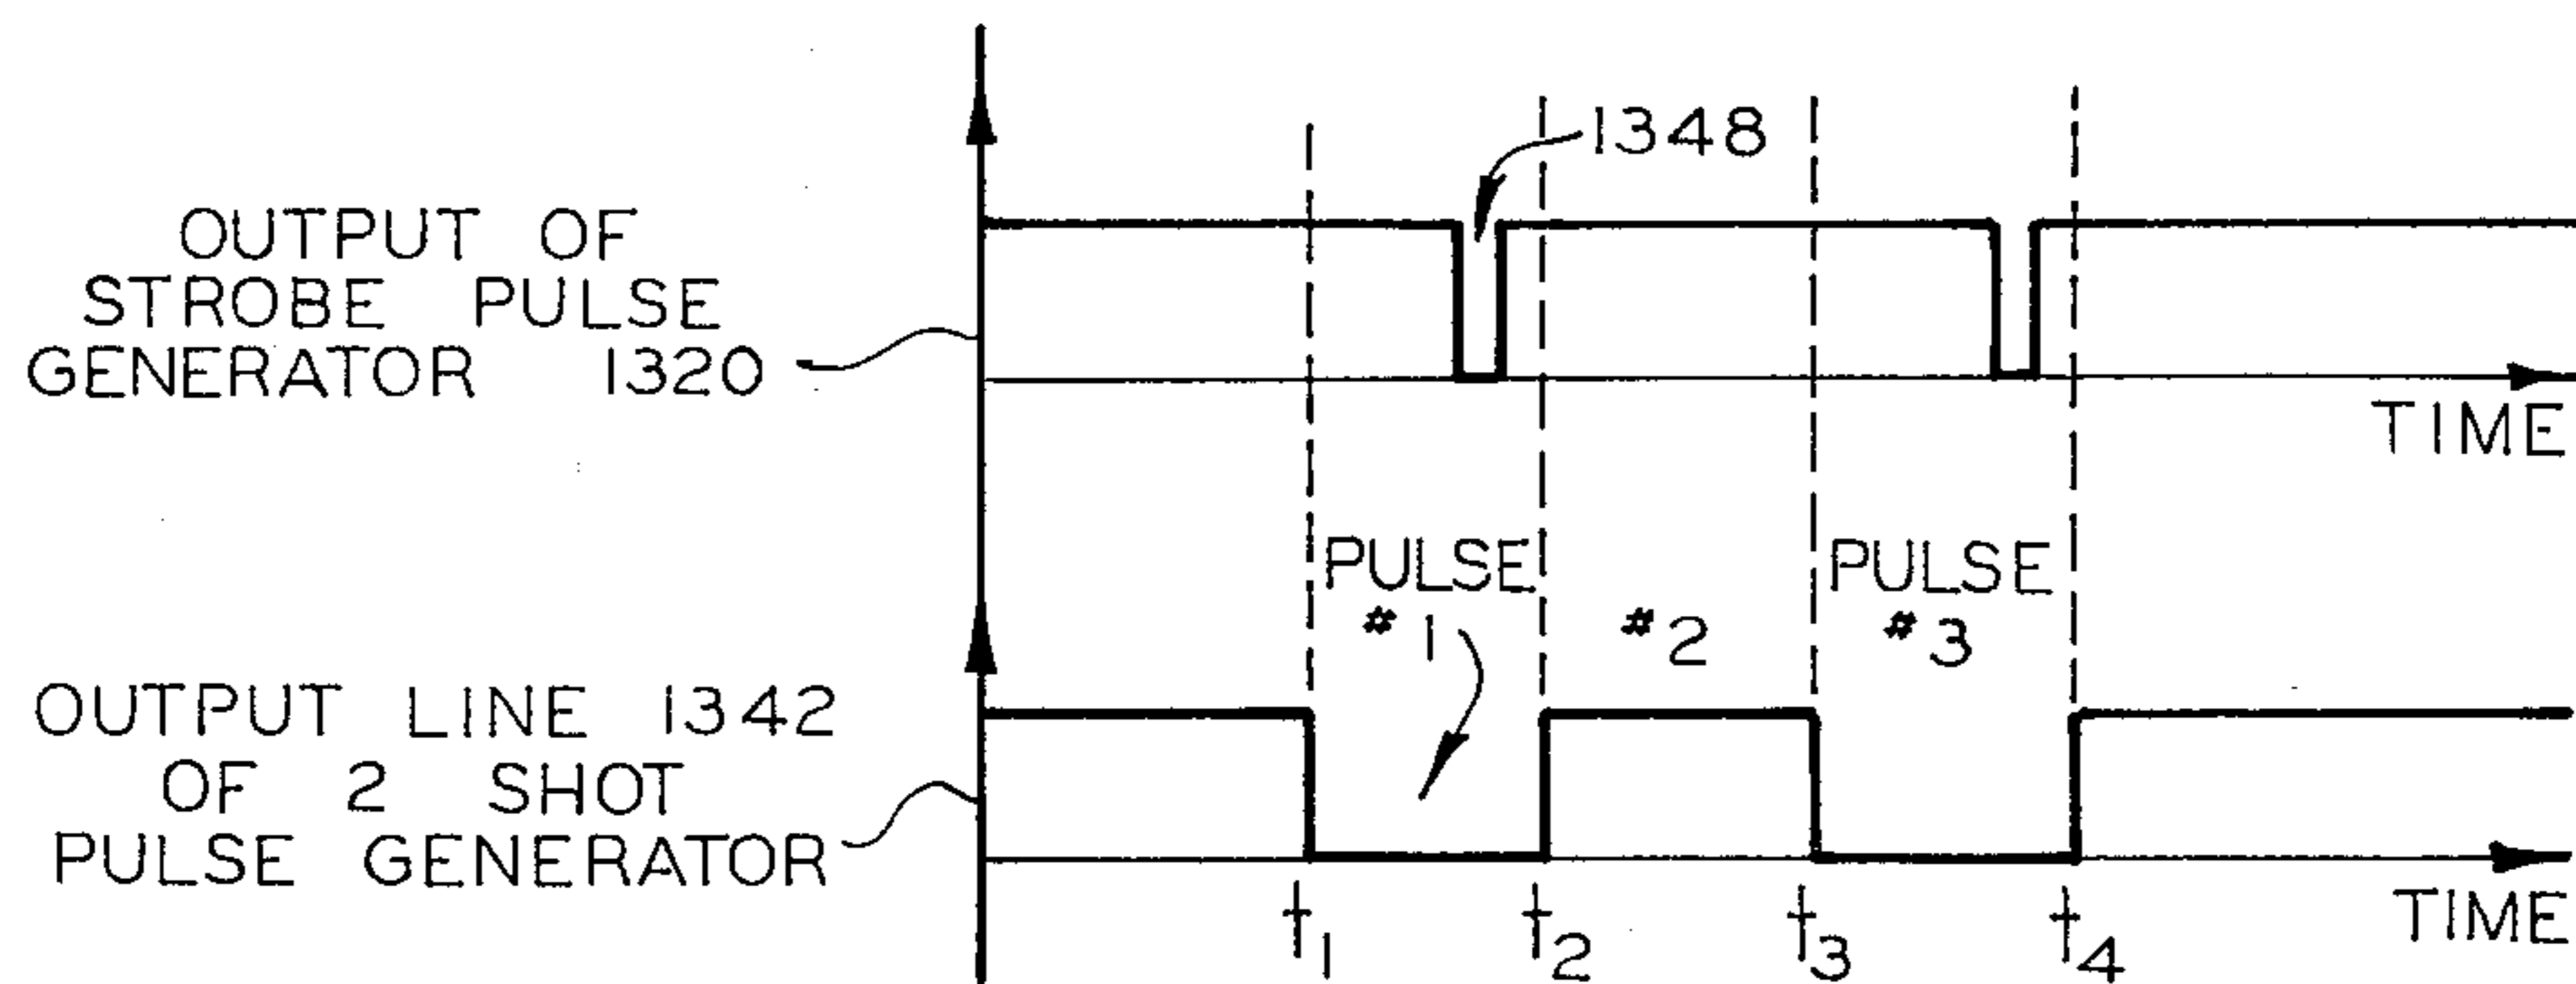 1348
OUTPUT OF
STROBE PULSE
GENERATOR 1320
TIME
PULSE
#1
#2
PULSE
#3
OUTPUT LINE 1342
OF 2 SHOT
PULSE GENERATOR
t1
t2
t3
t4
TIME